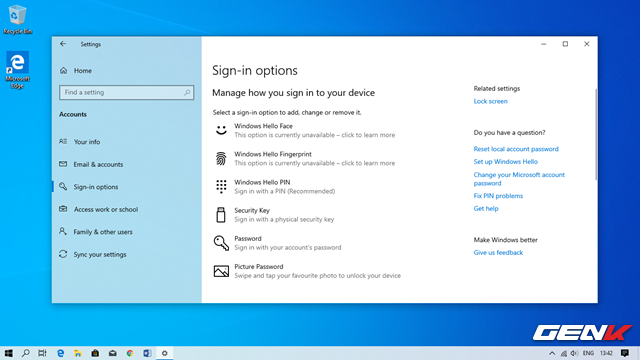 Recycle Bin
Microsoft
Edge
Settings
Home
Find a setting
Accounts
Your info
Email & accounts
Sign-in options
Access work or school
Family & other users
Sync your settings
Sign-in options
Manage how you sign in to your device
Select a sign-in option to add, change or remove it.
Windows Hello Face
This option is currently unavailable – click to learn more
Windows Hello Fingerprint
This option is currently unavailable – click to learn more
Windows Hello PIN
Sign in with a PIN (Recommended)
Security Key
Sign in with a physical security key
Password
Sign in with your account's password
Picture Password
Swipe and tap your favourite photo to unlock your device
Related settings
Lock screen
Do you have a question?
Reset local account password
Set up Windows Hello
Change your Microsoft account
password
Fix PIN problems
Get help
Make Windows better
Give us feedback
GENK
ENG
13:42